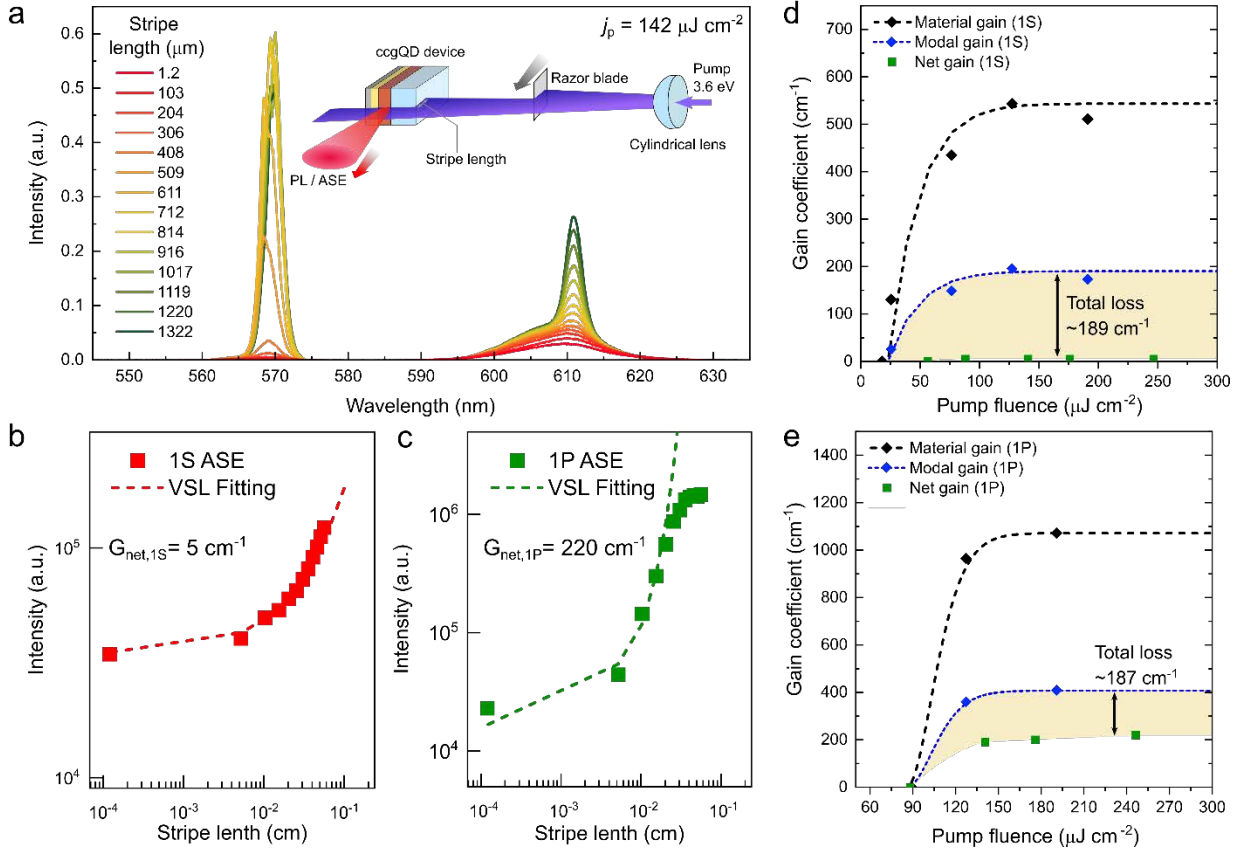 a
Stripe
length (μm)
1.2
103
204
306
408
509
611
712
814
916
1017
1119
1220
1322
jp = 142 μJ cm-2
ccgQD device
Razor blade
Pump
3.6 eV
Cylindrical lens
Stripe length
PL / ASE
Intensity (a.u.)
0.6
0.5
0.4
0.3
0.2
0.1
0.0
550 560 570 580 590 600 610 620 630
Wavelength (nm)
b
1S ASE
VSL Fitting
Gnet,1S= 5 cm-1
Intensity (a.u.)
10^5
10^4
10^-4 10^-3 10^-2 10^-1
Stripe lenth (cm)
c
1P ASE
VSL Fitting
Gnet,1P= 220 cm-1
Intensity (a.u.)
10^6
10^5
10^4
10^-4 10^-3 10^-2 10^-1
Stripe lenth (cm)
d
Material gain (1S)
Modal gain (1S)
Net gain (1S)
Total loss
~189 cm-1
Gain coefficient (cm-1)
700
600
500
400
300
200
100
0
0 50 100 150 200 250 300
Pump fluence (μJ cm-2)
e
Material gain (1P)
Modal gain (1P)
Net gain (1P)
Total loss
~187 cm-1
Gain coefficient (cm-1)
1400
1200
1000
800
600
400
200
0
60 90 120 150 180 210 240 270 300
Pump fluence (μJ cm-2)